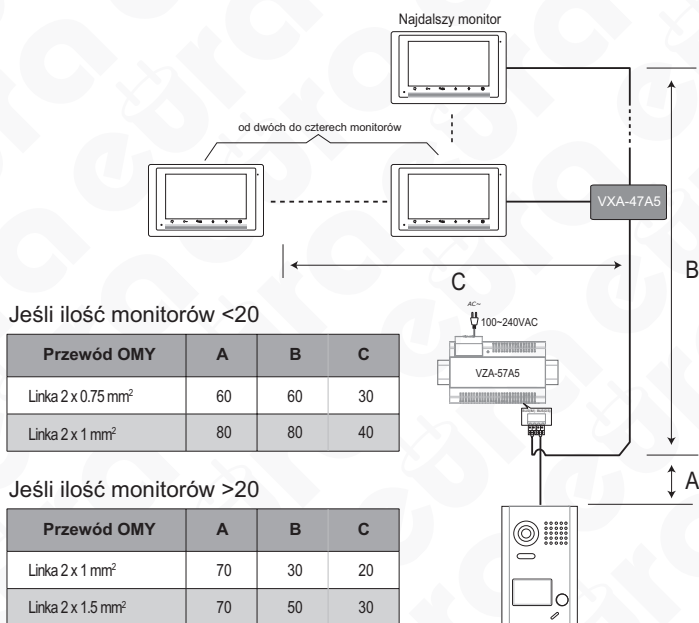 Najdalszy monitor
od dwóch do czterech monitorów
VXA-47A5
B
C
AC~
100~240VAC
VZA-57A5
A
Jeśli ilość monitorów <20
Przewód OMY A B C
Linka 2 x 0.75 mm² 60 60 30
Linka 2 x 1 mm² 80 80 40
Jeśli ilość monitorów >20
Przewód OMY A B C
Linka 2 x 1 mm² 70 30 20
Linka 2 x 1.5 mm² 70 50 30